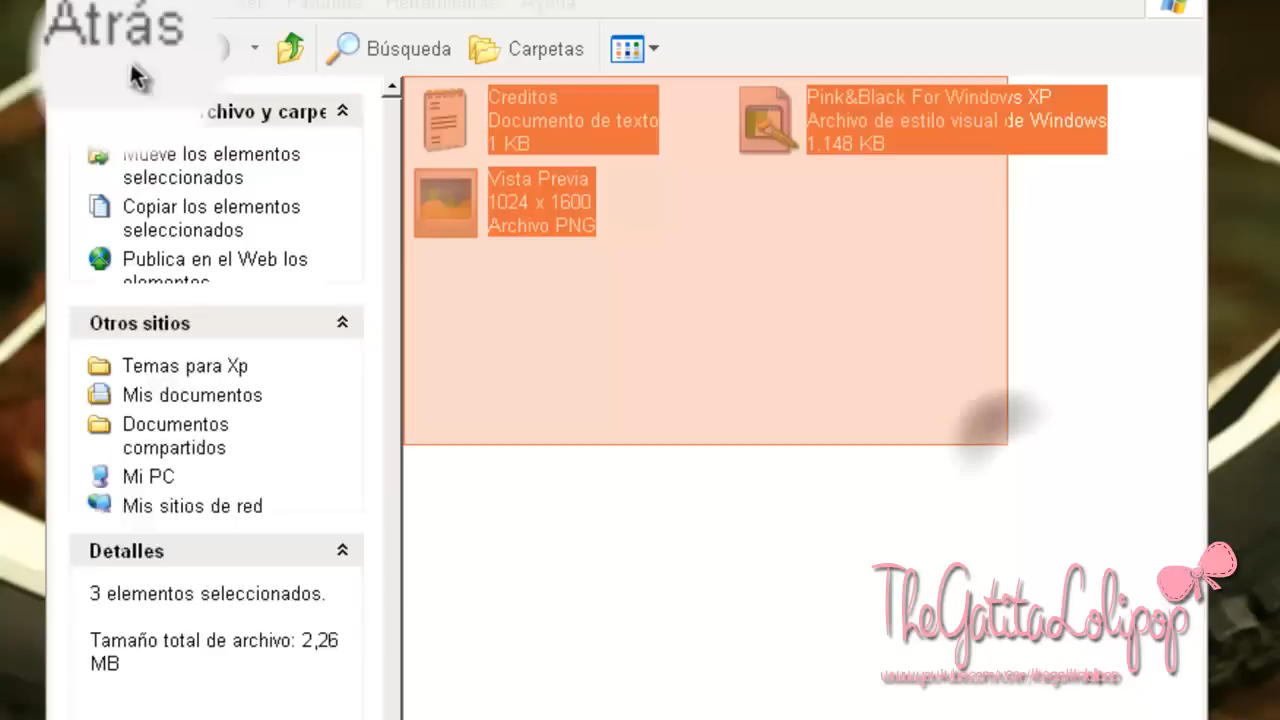 Atrás
Búsqueda
Carpetas
Creditos
Documento de texto
1 KB
Pink&Black For Windows XP
Archivo de estilo visual de Windows
1.148 KB
Vista Previa
1024 x 1600
Archivo PNG
chivo y carpe
Mueve los elementos
seleccionados
Copiar los elementos
seleccionados
Publica en el Web los
elementos
Otros sitios
Temas para Xp
Mis documentos
Documentos
compartidos
Mi PC
Mis sitios de red
Detalles
3 elementos seleccionados.
Tamaño total de archivo: 2,26
MB
TheGatitaLolipop